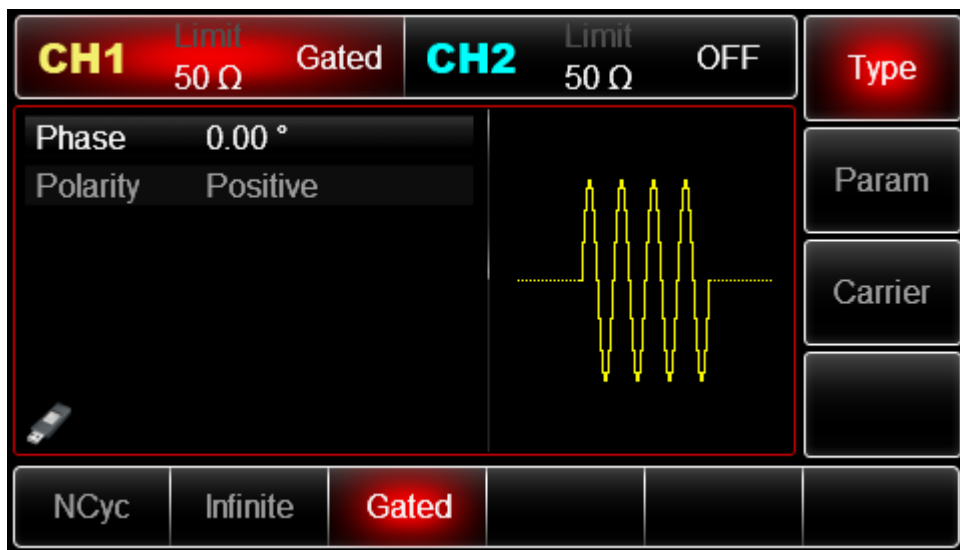 CH1 Limit 50 Ω Gated
CH2 Limit 50 Ω OFF
Type
Phase 0.00 °
Polarity Positive
Param
Carrier
NCyc Infinite Gated